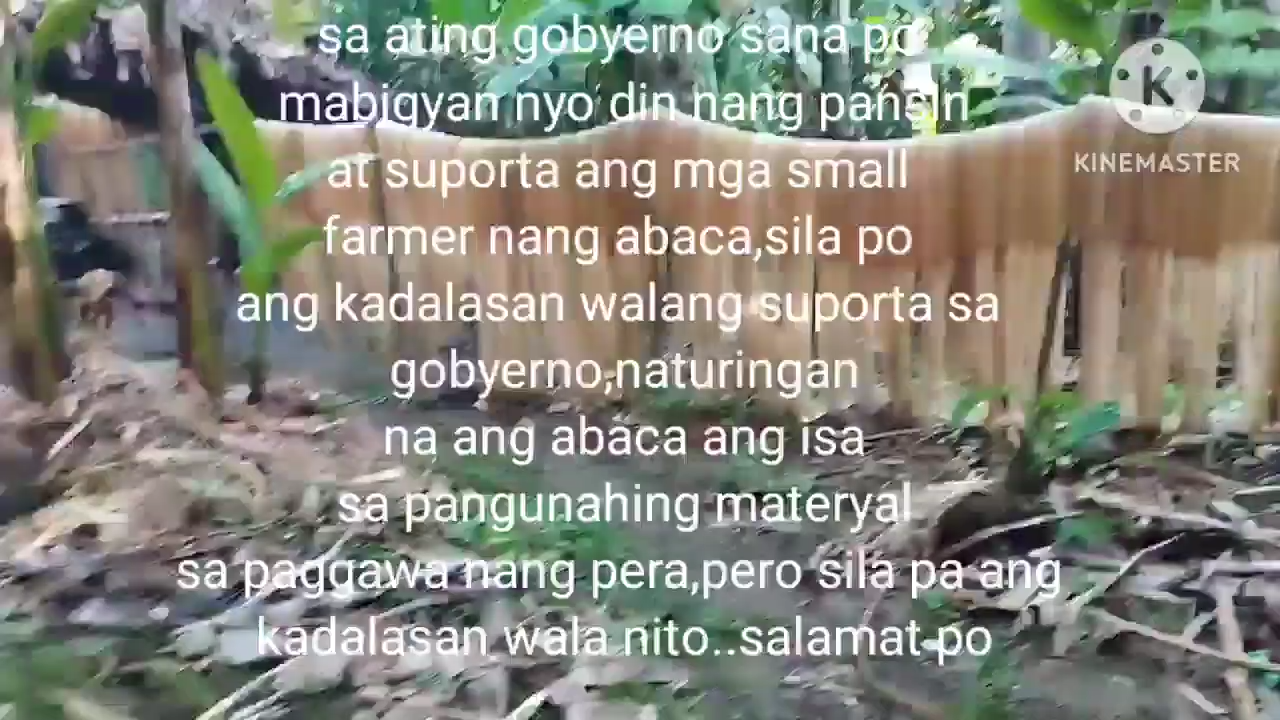 sa ating gobyerno sana po
mabigyan nyo din nang pansin
at suporta ang mga small
farmer nang abaca,sila po
ang kadalasan walang suporta sa
gobyerno,naturingan
na ang abaca ang isa
sa pangunahing materyal
sa paggawa nang pera,pero sila pa ang
kadalasan wala nito..salamat po
K
KINEMASTER